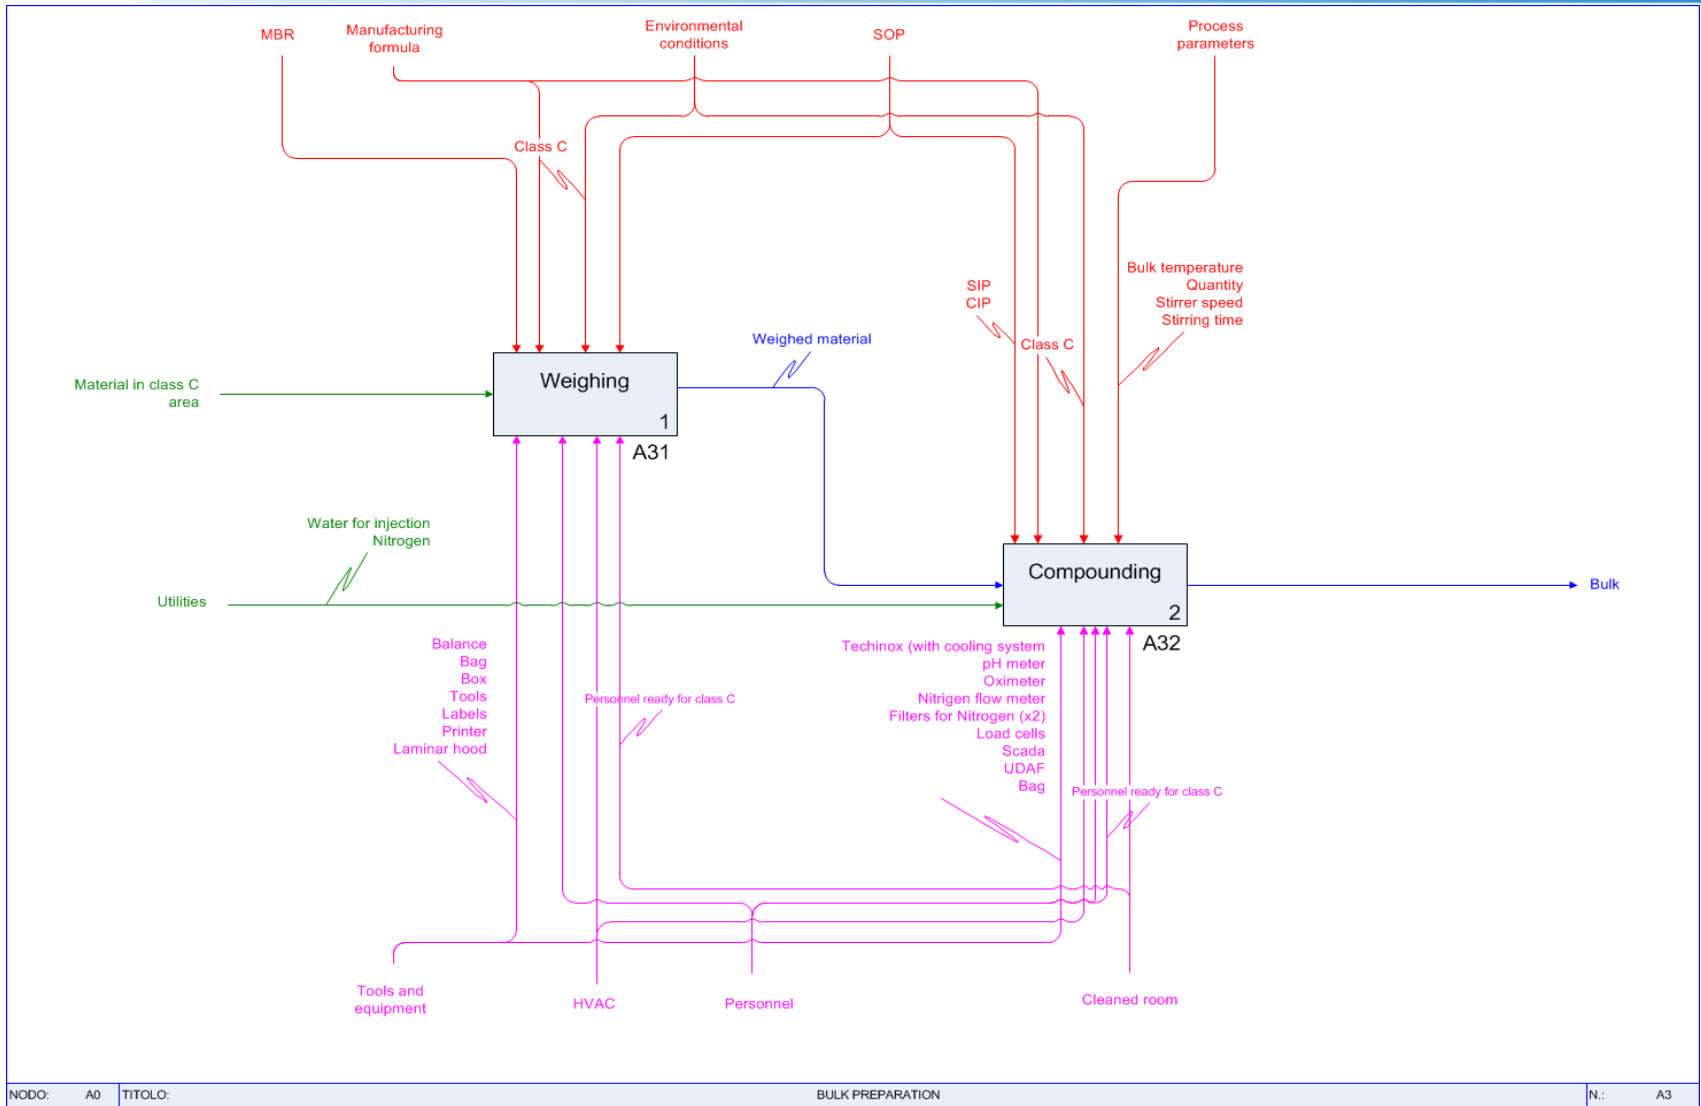 MBR
Manufacturing
formula
Environmental
conditions
SOP
Process
parameters
Class C
Bulk temperature
Quantity
Stirrer speed
Stirring time
SIP
CIP
Class C
Weighed material
Weighing
1
A31
Material in class C
area
Water for injection
Nitrogen
Utilities
Compounding
2
A32
Bulk
Balance
Bag
Box
Tools
Labels
Printer
Laminar hood
Personnel ready for class C
Techinox (with cooling system
pH meter
Oximeter
Nitrigen flow meter
Filters for Nitrogen (x2)
Load cells
Scada
UDAF
Bag
Personnel ready for class C
Tools and
equipment
HVAC
Personnel
Cleaned room
NODO: A0 TITOLO: BULK PREPARATION N.: A3